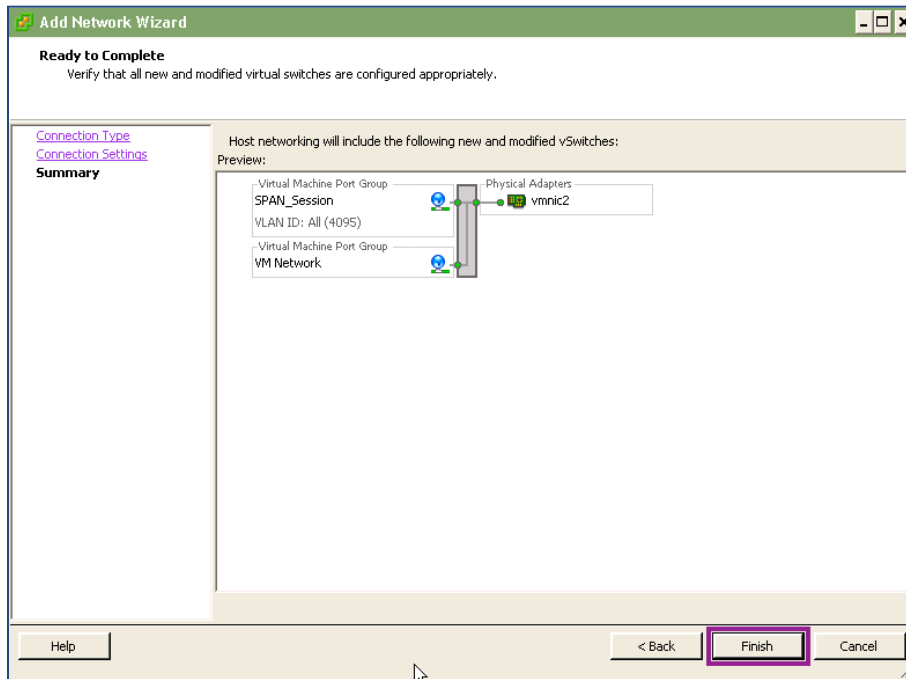 Add Network Wizard
Ready to Complete
Verify that all new and modified virtual switches are configured appropriately.
Connection Type
Connection Settings
Summary
Host networking will include the following new and modified vSwitches:
Preview:
Virtual Machine Port Group
SPAN_Session
VLAN ID: All (4095)
Physical Adapters
vmnic2
Virtual Machine Port Group
VM Network
Help
< Back
Finish
Cancel